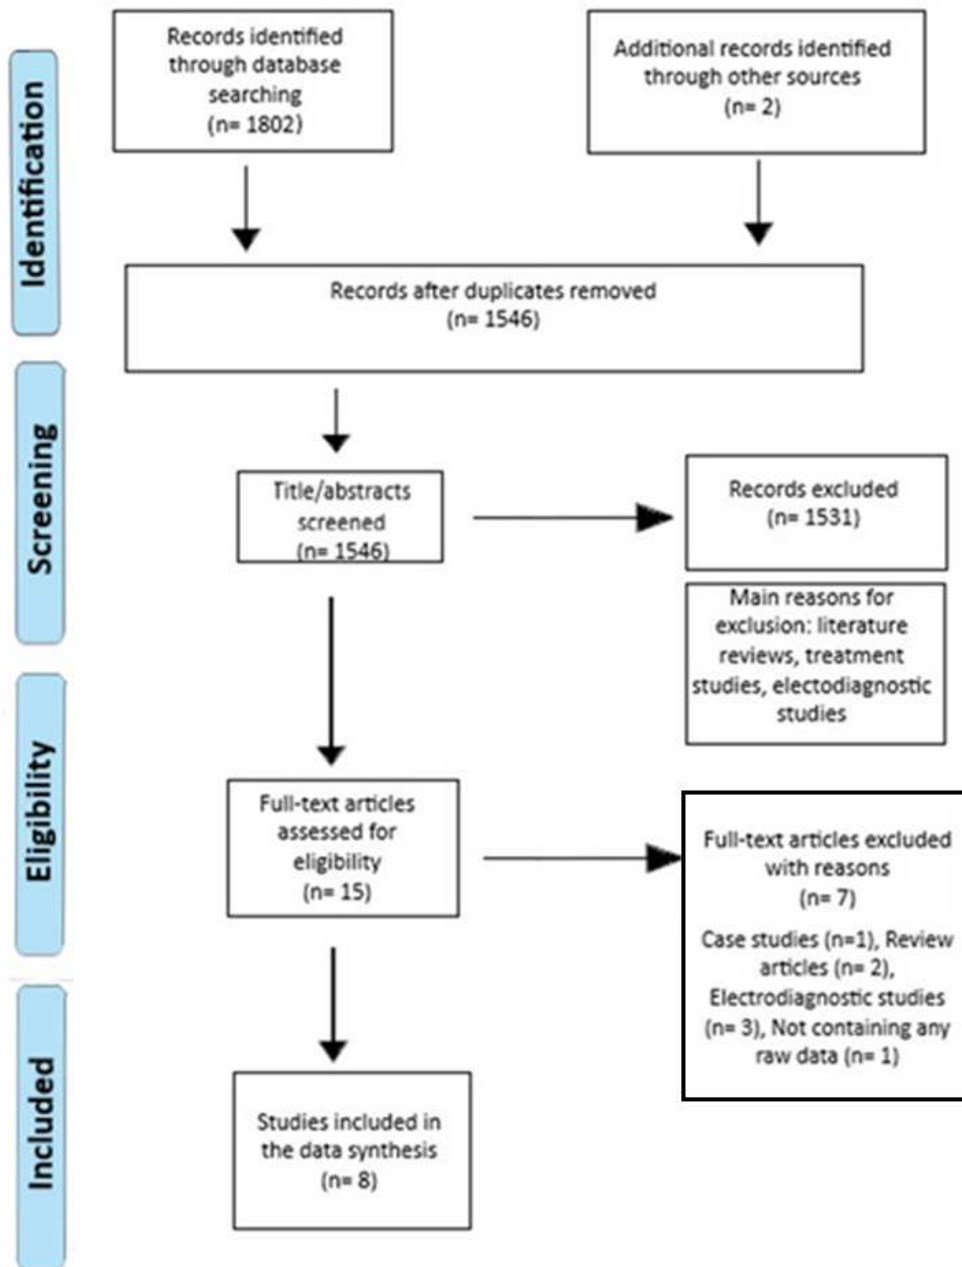 Identification
Records identified
through database
searching
(n= 1802)
Additional records identified
through other sources
(n= 2)
Records after duplicates removed
(n= 1546)
Screening
Title/abstracts
screened
(n= 1546)
Records excluded
(n= 1531)
Main reasons for
exclusion: literature
reviews, treatment
studies, electodiagnostic
studies
Eligibility
Full-text articles
assessed for
eligibility
(n= 15)
Full-text articles excluded
with reasons
(n= 7)
Case studies (n=1), Review
articles (n= 2),
Electrodiagnostic studies
(n= 3), Not containing any
raw data (n= 1)
Included
Studies included in
the data synthesis
(n= 8)